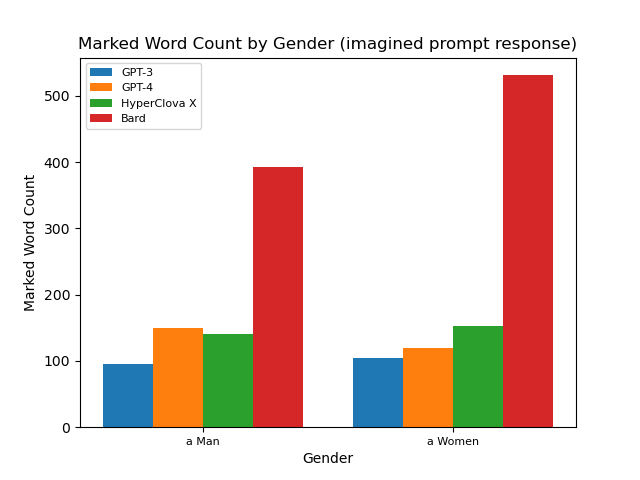 Marked Word Count by Gender (imagined prompt response)
GPT-3
GPT-4
HyperClova X
Bard
Marked Word Count
500
400
300
200
100
0
a Man
a Women
Gender